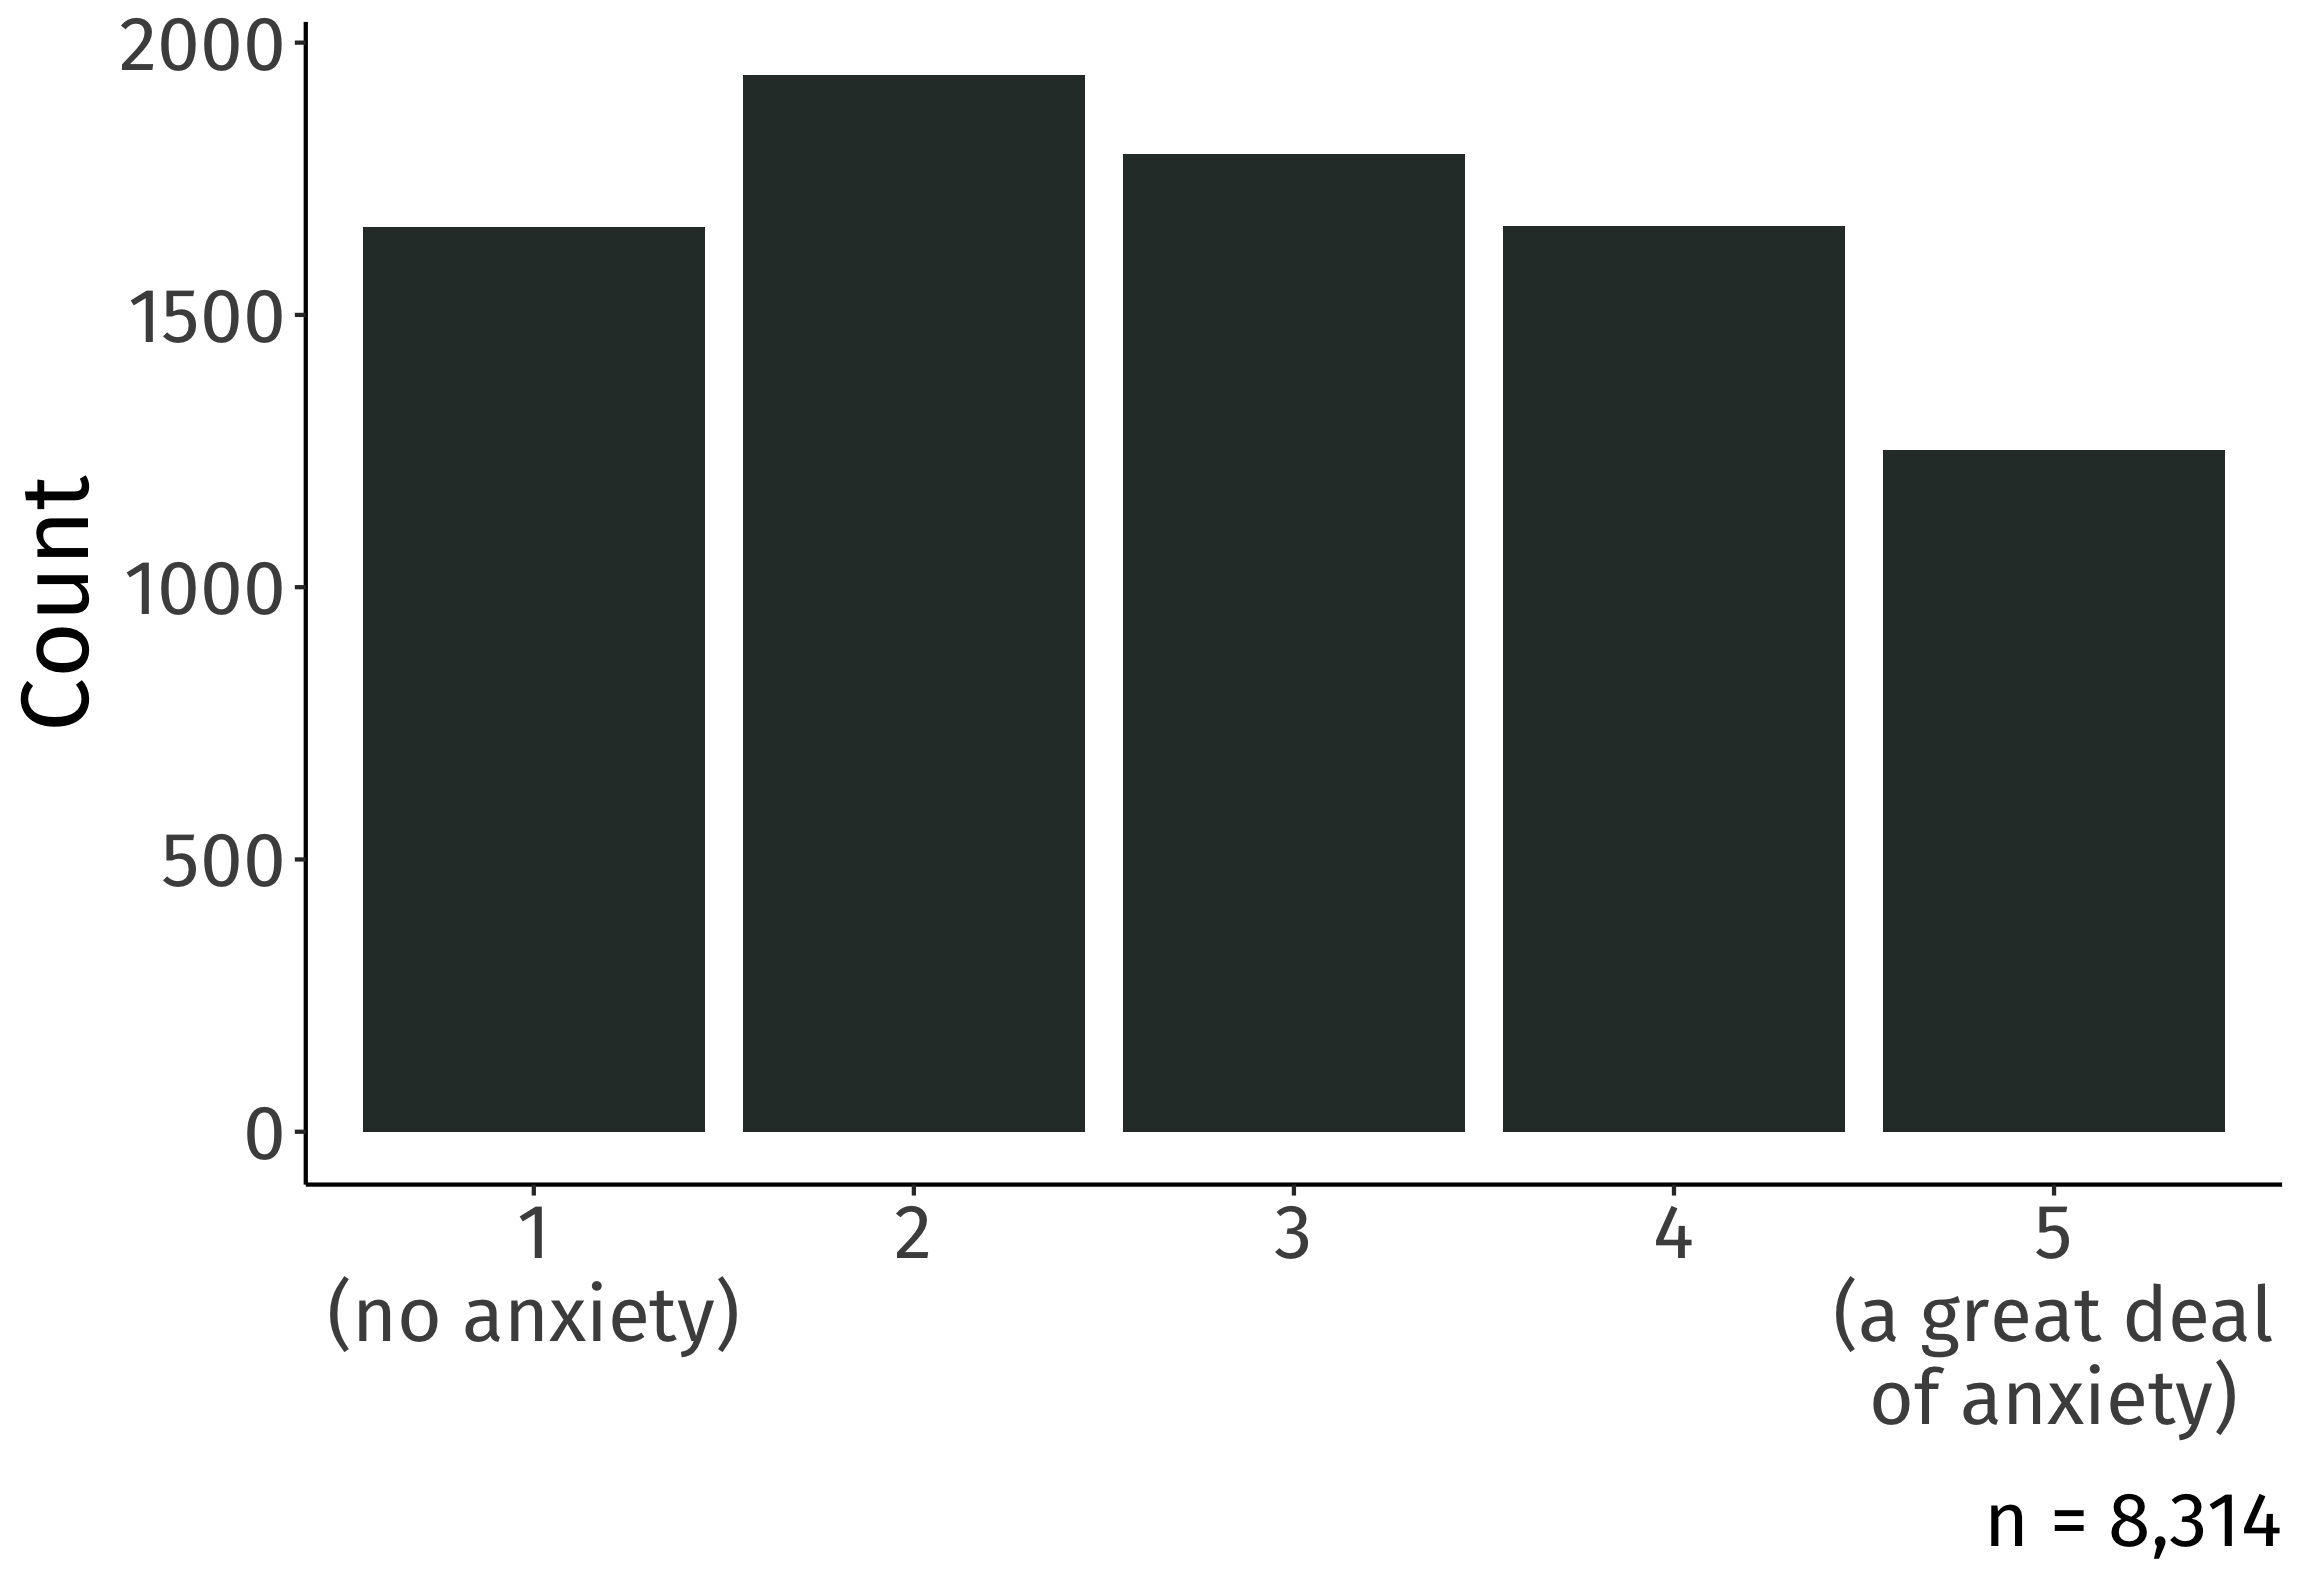 Count
2000
1500
1000
500
0
1 2 3 4 5
(no anxiety) (a great deal
of anxiety)
n = 8,314